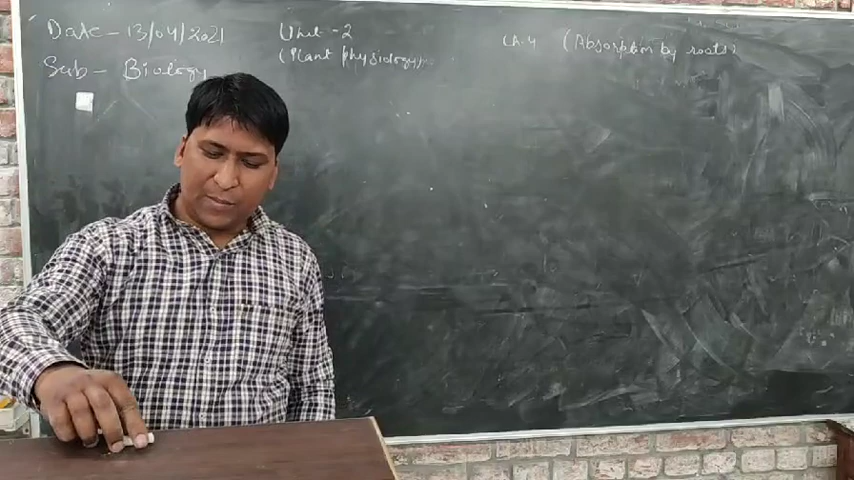 Date - 13/04/2021
Sub - Biology
Unit - 2
(Plant physiology)
Ch. 4 (Absorption by roots)